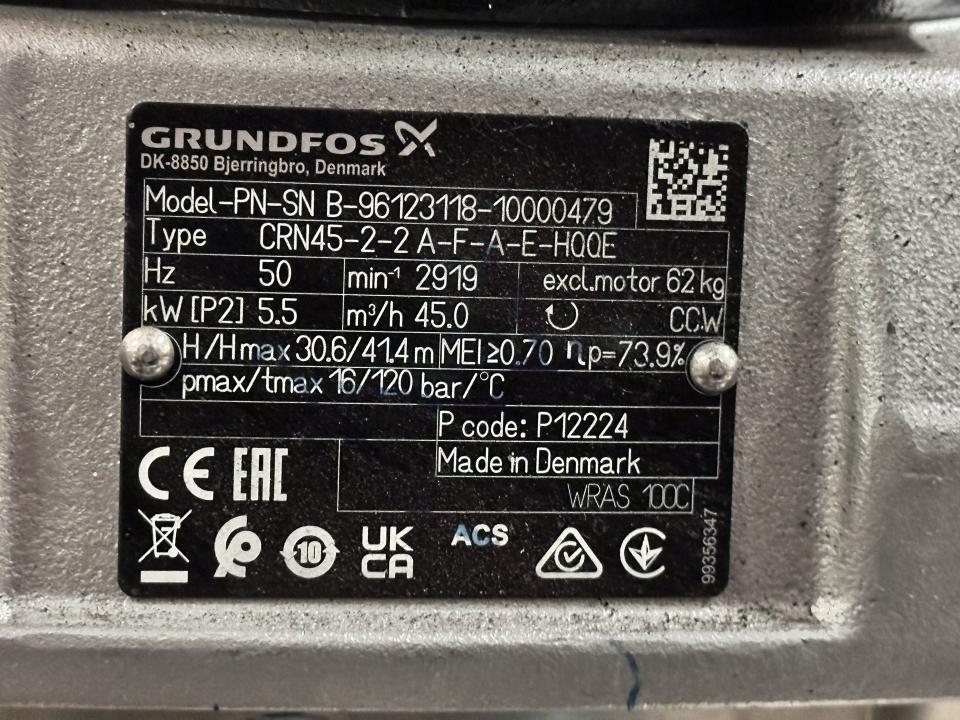 GRUNDFOS
DK-8850 Bjerringbro, Denmark
Model-PN-SN B-96123118-10000479
Type CRN45-2-2 A-F-A-E-HQQE
Hz 50 min⁻¹ 2919 excl.motor 62 kg
kW [P2] 5.5 m³/h 45.0 CCW
H/Hmax 30.6/41.4 m MEI ≥0.70 ηp=73.9%
pmax/tmax 16/120 bar/°C
P code: P12224
Made in Denmark
WRAS 100C
CE EAC
10 UK CA ACS
99356347